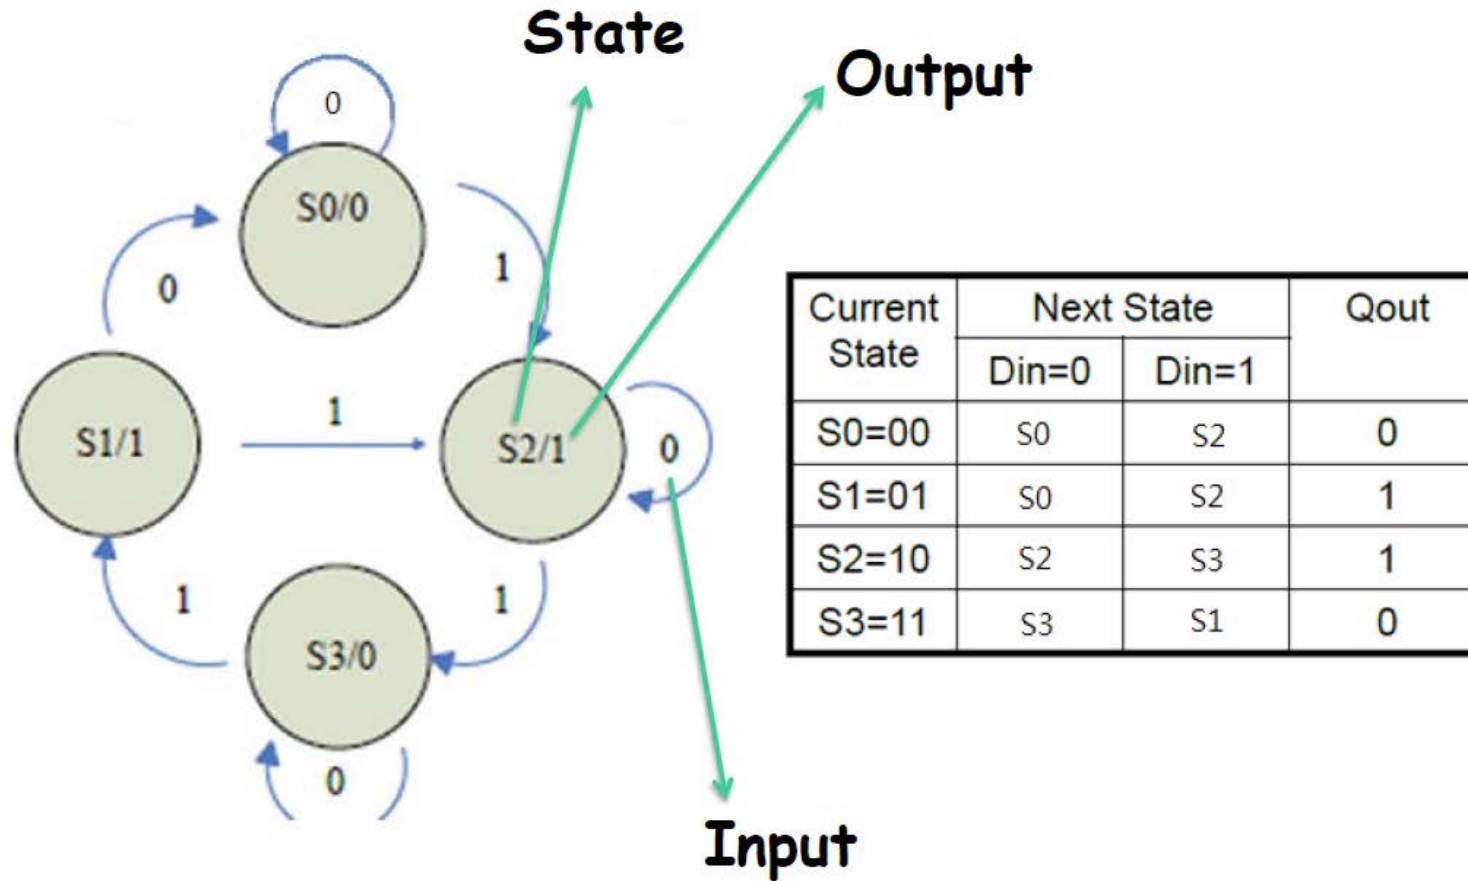 State
Output
0
S0/0
1
0
S1/1
1
S2/1
0
1
1
S3/0
0
Input
Current State Next State Qout
Din=0 Din=1
S0=00 S0 S2 0
S1=01 S0 S2 1
S2=10 S2 S3 1
S3=11 S3 S1 0